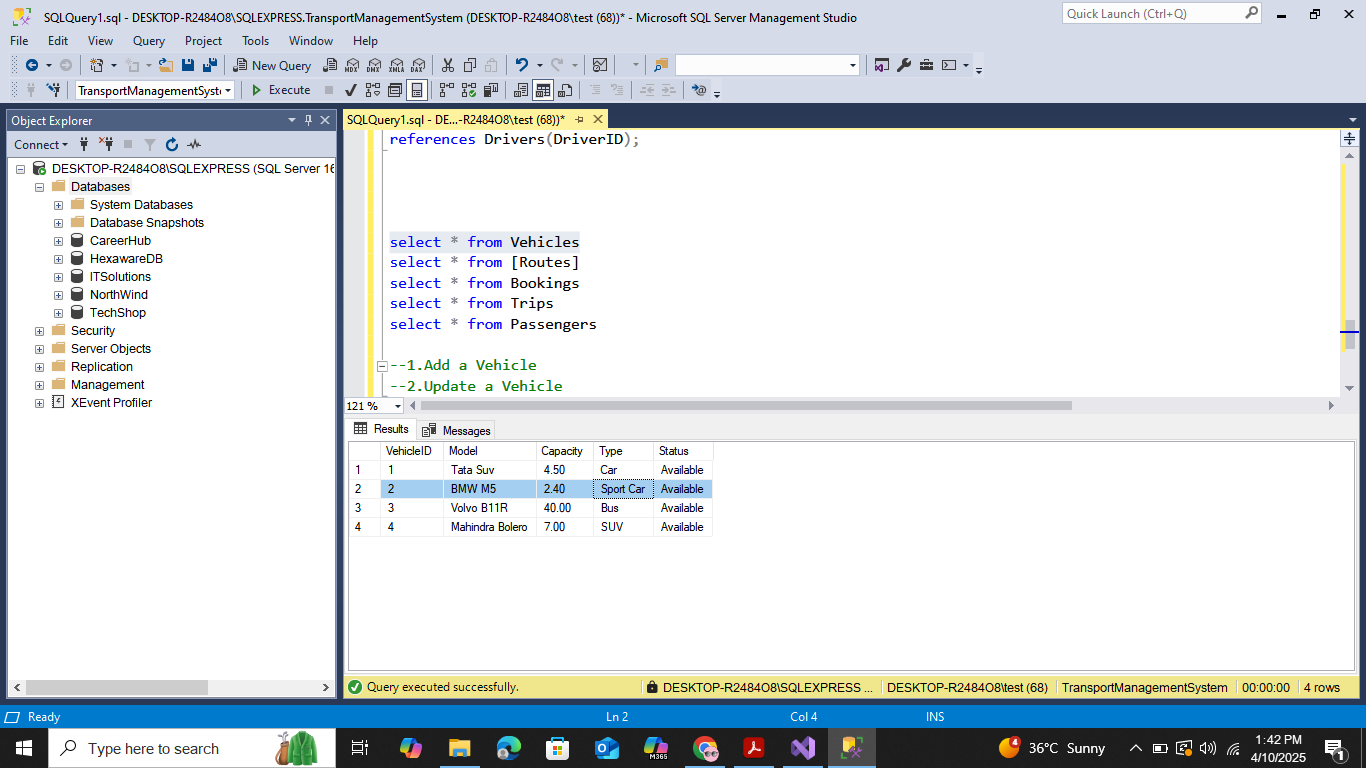 SQLQuery1.sql - DESKTOP-R2484O8\SQLEXPRESS.TransportManagementSystem (DESKTOP-R2484O8\test (68))* - Microsoft SQL Server Management Studio
Quick Launch (Ctrl+Q)
File Edit View Query Project Tools Window Help
New Query MDX DMX XMLA DAX
TransportManagementSyste Execute
Object Explorer
SQLQuery1.sql - DE...-R2484O8\test (68))*
Connect
DESKTOP-R2484O8\SQLEXPRESS (SQL Server 16
Databases
System Databases
Database Snapshots
CareerHub
HexawareDB
ITSolutions
NorthWind
TechShop
Security
Server Objects
Replication
Management
XEvent Profiler
references Drivers(DriverID);
select * from Vehicles
select * from [Routes]
select * from Bookings
select * from Trips
select * from Passengers
--1.Add a Vehicle
--2.Update a Vehicle
121 %
Results Messages
VehicleID Model Capacity Type Status
1 1 Tata Suv 4.50 Car Available
2 2 BMW M5 2.40 Sport Car Available
3 3 Volvo B11R 40.00 Bus Available
4 4 Mahindra Bolero 7.00 SUV Available
Query executed successfully. DESKTOP-R2484O8\SQLEXPRESS ... DESKTOP-R2484O8\test (68) TransportManagementSystem 00:00:00 4 rows
Ready Ln 2 Col 4 INS
Type here to search M365 4 36°C Sunny 1:42 PM
4/10/2025 1